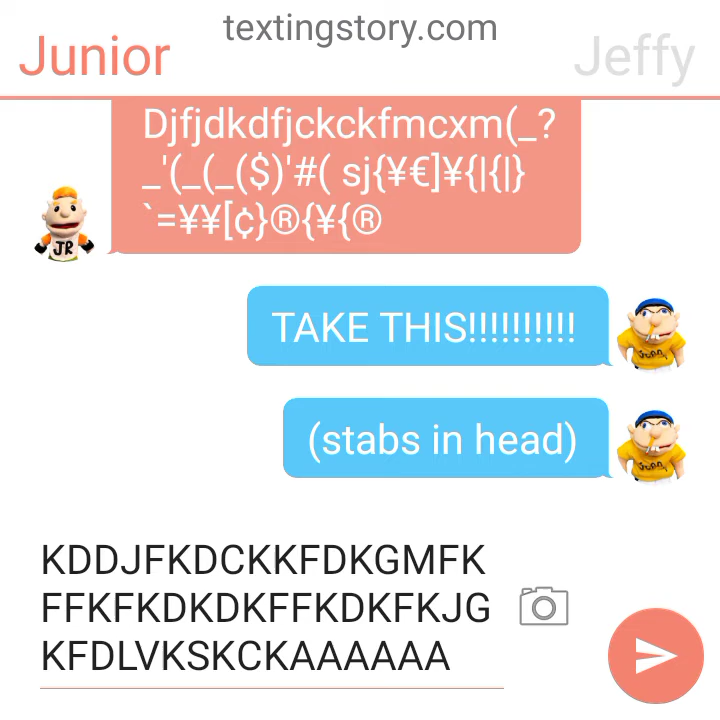 textingstory.com
Junior
Jeffy
Djfjdkdfjckckfmcxm(_?
_'(_(_($)'#( sj{¥€]¥{|{|}
`=¥¥[¢}®{¥{®
JR
TAKE THIS!!!!!!!!!!
(stabs in head)
KDDJFKDCKKFDKGMFK
FFKFKDKDKFFKDKFKJG
KFDLVKSKCKAAAAAA